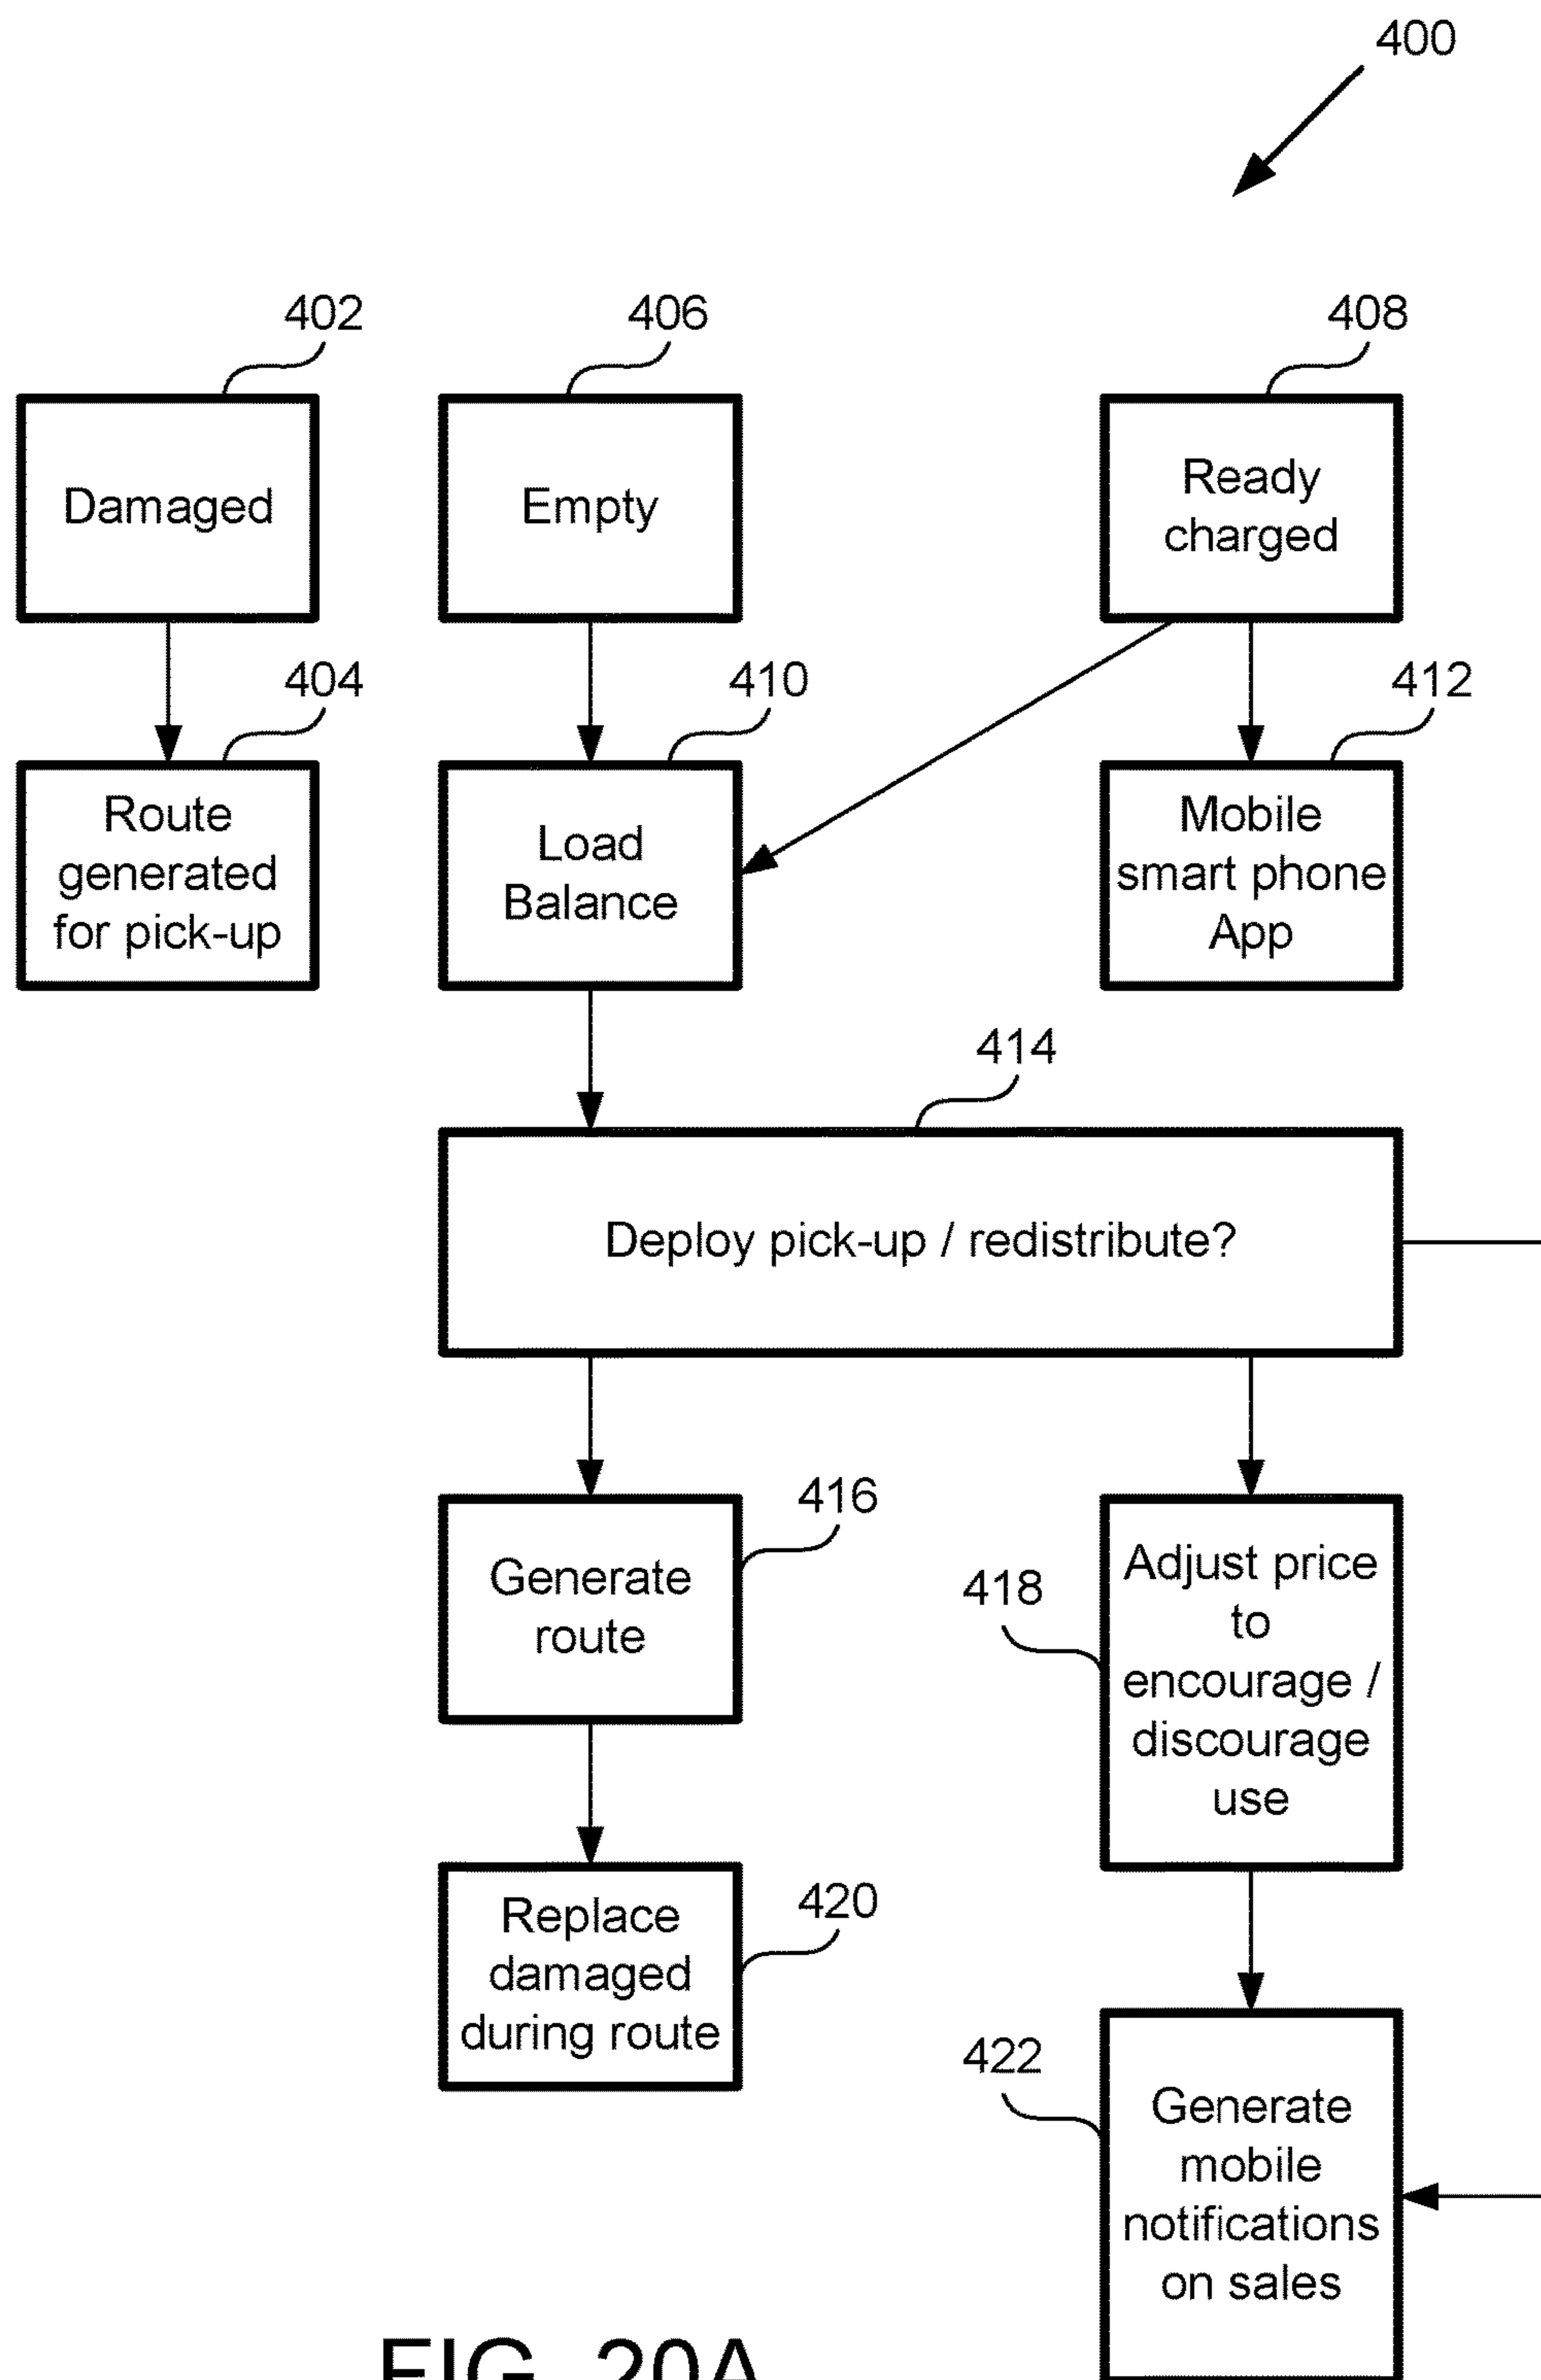 400
402
406
408
Damaged
Empty
Ready
charged
404
410
412
Route
generated
for pick-up
Load
Balance
Mobile
smart phone
App
414
Deploy pick-up / redistribute?
416
Generate
route
418
Adjust price
to
encourage /
discourage
use
420
Replace
damaged
during route
422
Generate
mobile
notifications
on sales
FIG. 20A